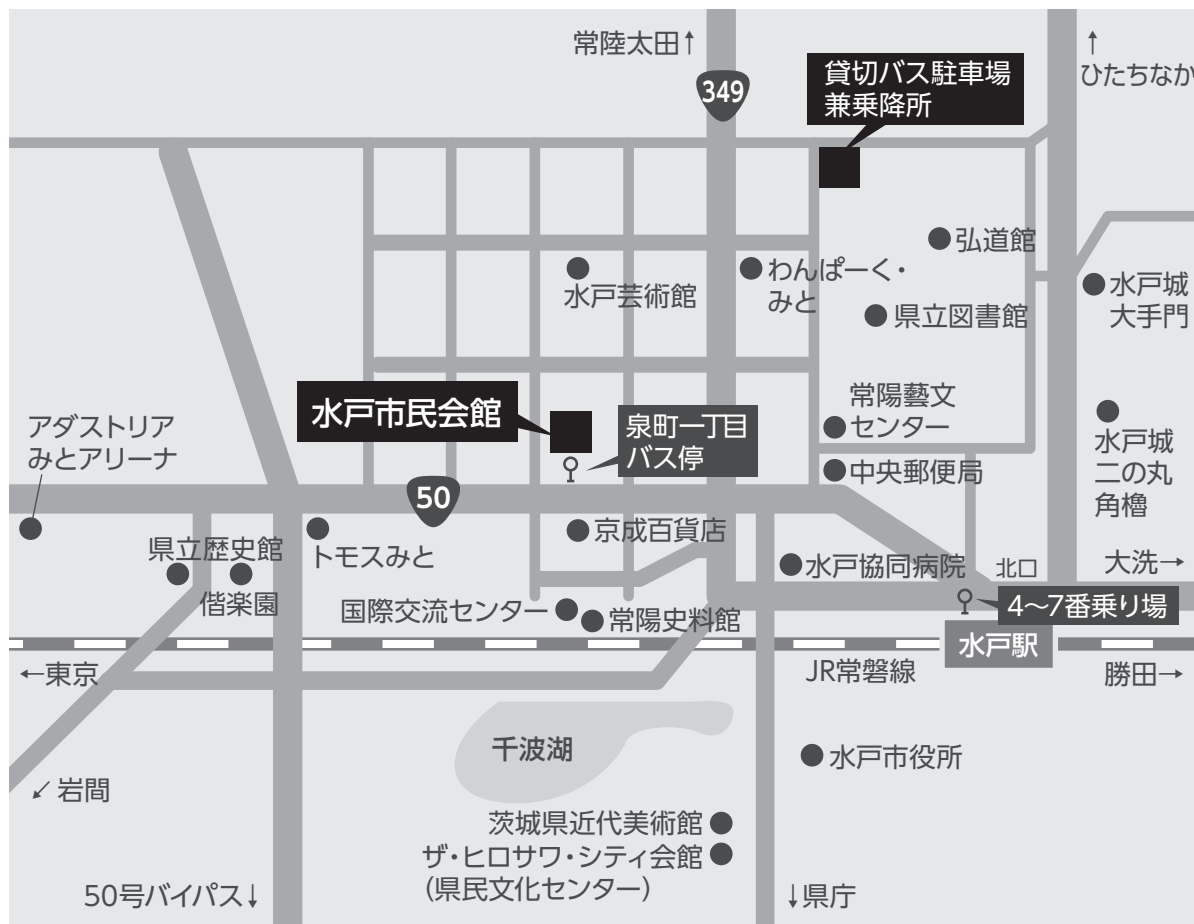 常陸太田↑
↑
ひたちなか
349
貸切バス駐車場
兼乗降所
弘道館
わんぱーく・
みと
水戸芸術館
県立図書館
水戸城
大手門
水戸市民会館
泉町一丁目
バス停
常陽藝文
センター
中央郵便局
水戸城
二の丸
角櫓
アダストリア
みとアリーナ
50
県立歴史館
偕楽園
トモスみと
京成百貨店
水戸協同病院
北口
大洗→
国際交流センター
常陽史料館
4〜7番乗り場
水戸駅
←東京
JR常磐線
勝田→
千波湖
水戸市役所
↙岩間
茨城県近代美術館
ザ・ヒロサワ・シティ会館
(県民文化センター)
50号バイパス↓
↓県庁